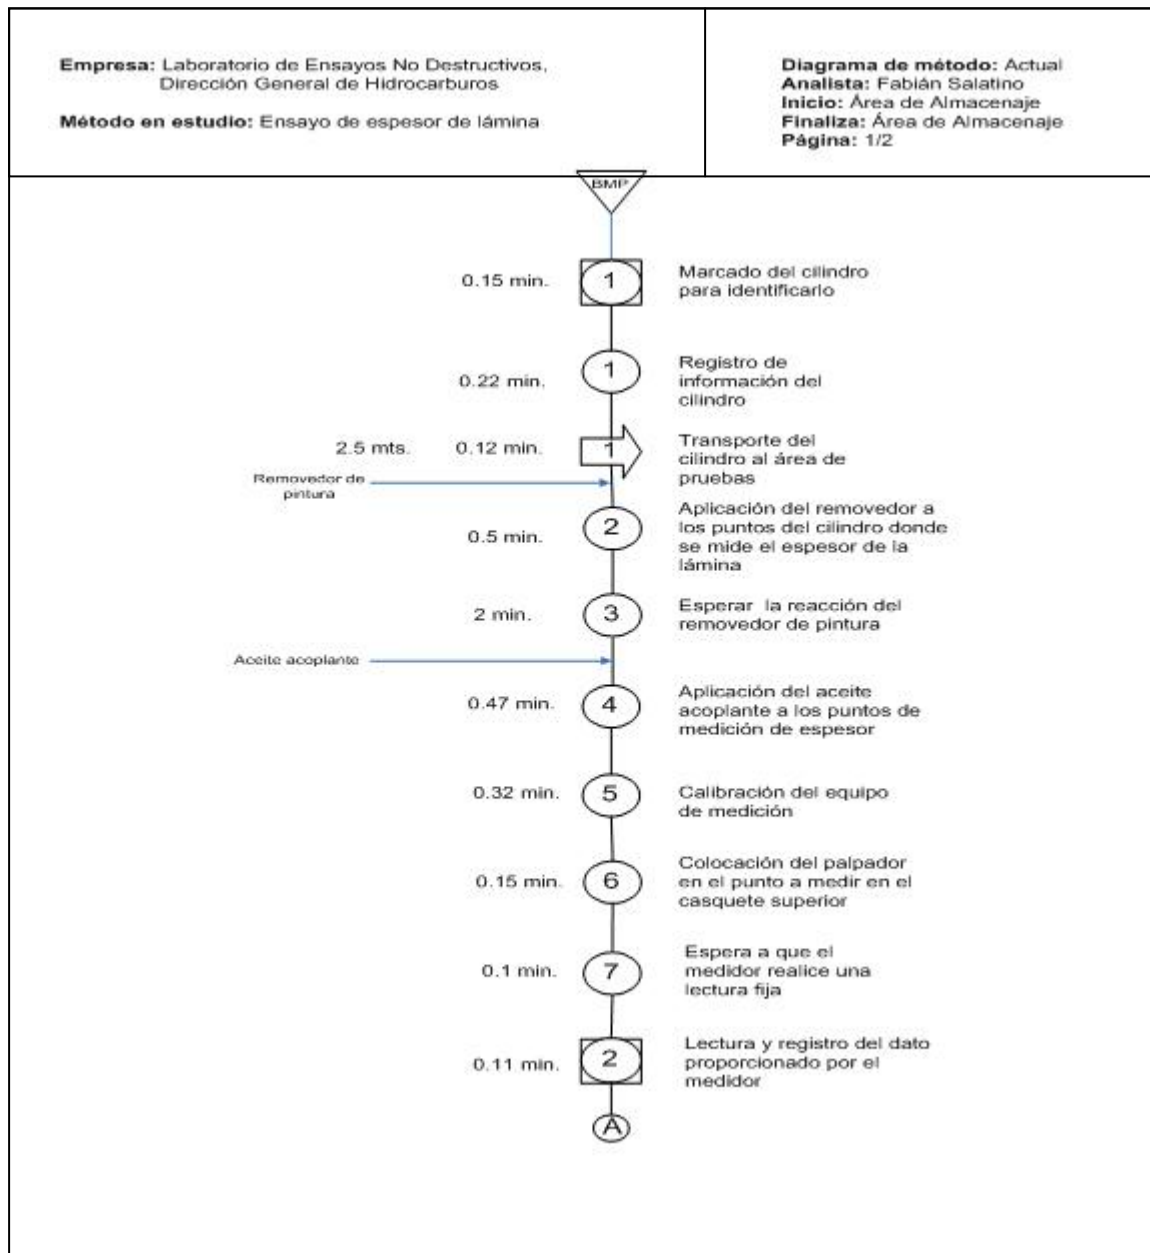 Empresa: Laboratorio de Ensayos No Destructivos,
Dirección General de Hidrocarburos
Método en estudio: Ensayo de espesor de lámina
Diagrama de método: Actual
Analista: Fabián Salatino
Inicio: Área de Almacenaje
Finaliza: Área de Almacenaje
Página: 1/2
BMP
0.15 min.
1
Marcado del cilindro
para identificarlo
0.22 min.
1
Registro de
información del
cilindro
2.5 mts.
0.12 min.
1
Transporte del
cilindro al área de
pruebas
Removedor de
pintura
0.5 min.
2
Aplicación del removedor a
los puntos del cilindro donde
se mide el espesor de la
lámina
2 min.
3
Esperar la reacción del
removedor de pintura
Aceite acoplante
0.47 min.
4
Aplicación del aceite
acoplante a los puntos de
medición de espesor
0.32 min.
5
Calibración del equipo
de medición
0.15 min.
6
Colocación del palpador
en el punto a medir en el
casquete superior
0.1 min.
7
Espera a que el
medidor realice una
lectura fija
0.11 min.
2
Lectura y registro del dato
proporcionado por el
medidor
A